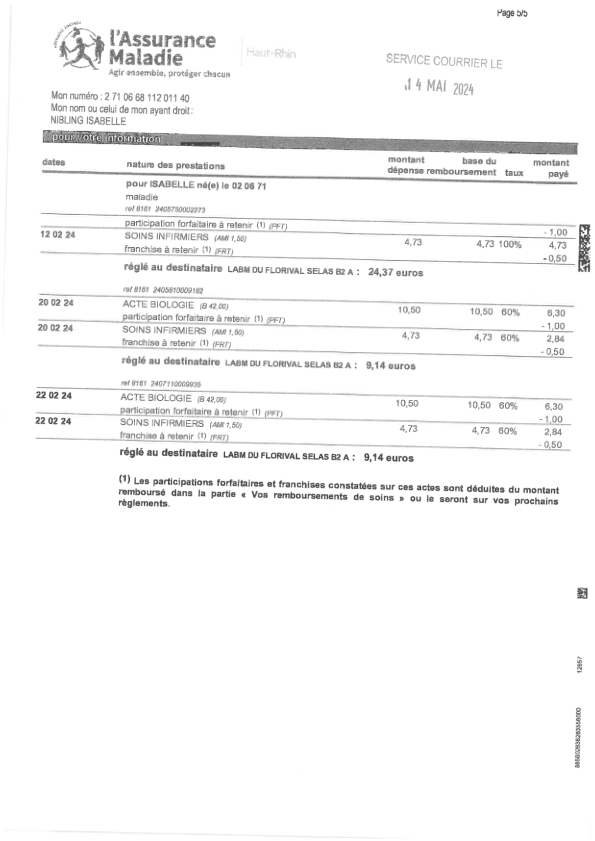 Page 5/5
l'Assurance
Maladie
Agir ensemble, protéger chacun
Haut-Rhin
SERVICE COURRIER LE
14 MAI 2024
Mon numéro : 2 71 06 68 112 011 40
Mon nom ou celui de mon ayant droit :
NIBLING ISABELLE
pour votre information
dates nature des prestations montant dépense base du remboursement taux montant payé
pour ISABELLE né(e) le 02 06 71
maladie
ref 8161 2405750002273
participation forfaitaire à retenir (1) (PFT) - 1,00
12 02 24 SOINS INFIRMIERS (AMI 1,50) 4,73 4,73 100% 4,73
franchise à retenir (1) (FRT) - 0,50
réglé au destinataire LABM DU FLORIVAL SELAS B2 A : 24,37 euros
ref 8161 2405810009182
20 02 24 ACTE BIOLOGIE (B 42,00) 10,50 10,50 60% 6,30
participation forfaitaire à retenir (1) (PFT) - 1,00
20 02 24 SOINS INFIRMIERS (AMI 1,50) 4,73 4,73 60% 2,84
franchise à retenir (1) (FRT) - 0,50
réglé au destinataire LABM DU FLORIVAL SELAS B2 A : 9,14 euros
ref 8161 2407110009935
22 02 24 ACTE BIOLOGIE (B 42,00) 10,50 10,50 60% 6,30
participation forfaitaire à retenir (1) (PFT) - 1,00
22 02 24 SOINS INFIRMIERS (AMI 1,50) 4,73 4,73 60% 2,84
franchise à retenir (1) (FRT) - 0,50
réglé au destinataire LABM DU FLORIVAL SELAS B2 A : 9,14 euros
(1) Les participations forfaitaires et franchises constatées sur ces actes sont déduites du montant
remboursé dans la partie « Vos remboursements de soins » ou le seront sur vos prochains
règlements.
12857